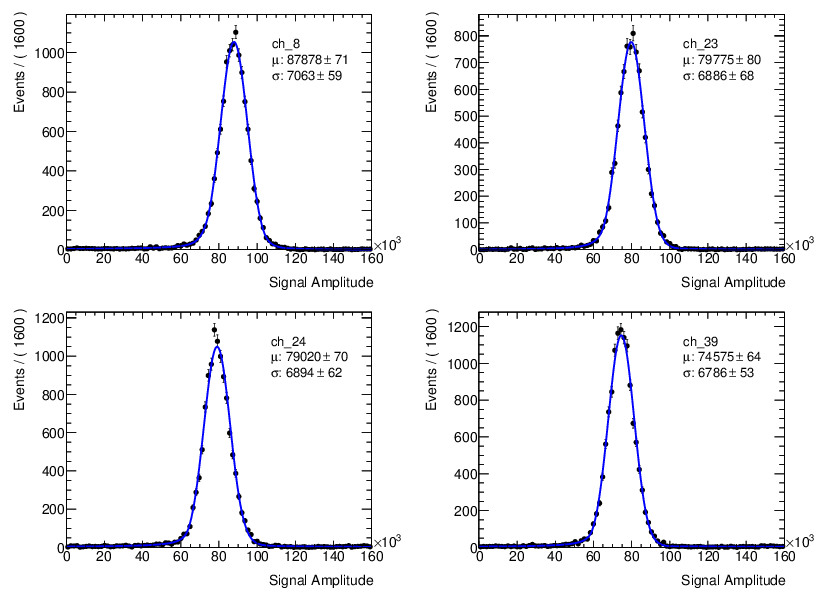 Events / ( 1600 )
ch_8
μ: 87878± 71
σ: 7063± 59
1000
800
600
400
200
0
0 20 40 60 80 100 120 140 160
×10³
Signal Amplitude
Events / ( 1600 )
ch_23
μ: 79775± 80
σ: 6886± 68
800
700
600
500
400
300
200
100
0
0 20 40 60 80 100 120 140 160
×10³
Signal Amplitude
Events / ( 1600 )
ch_24
μ: 79020± 70
σ: 6894± 62
1200
1000
800
600
400
200
0
0 20 40 60 80 100 120 140 160
×10³
Signal Amplitude
Events / ( 1600 )
ch_39
μ: 74575± 64
σ: 6786± 53
1200
1000
800
600
400
200
0
0 20 40 60 80 100 120 140 160
×10³
Signal Amplitude